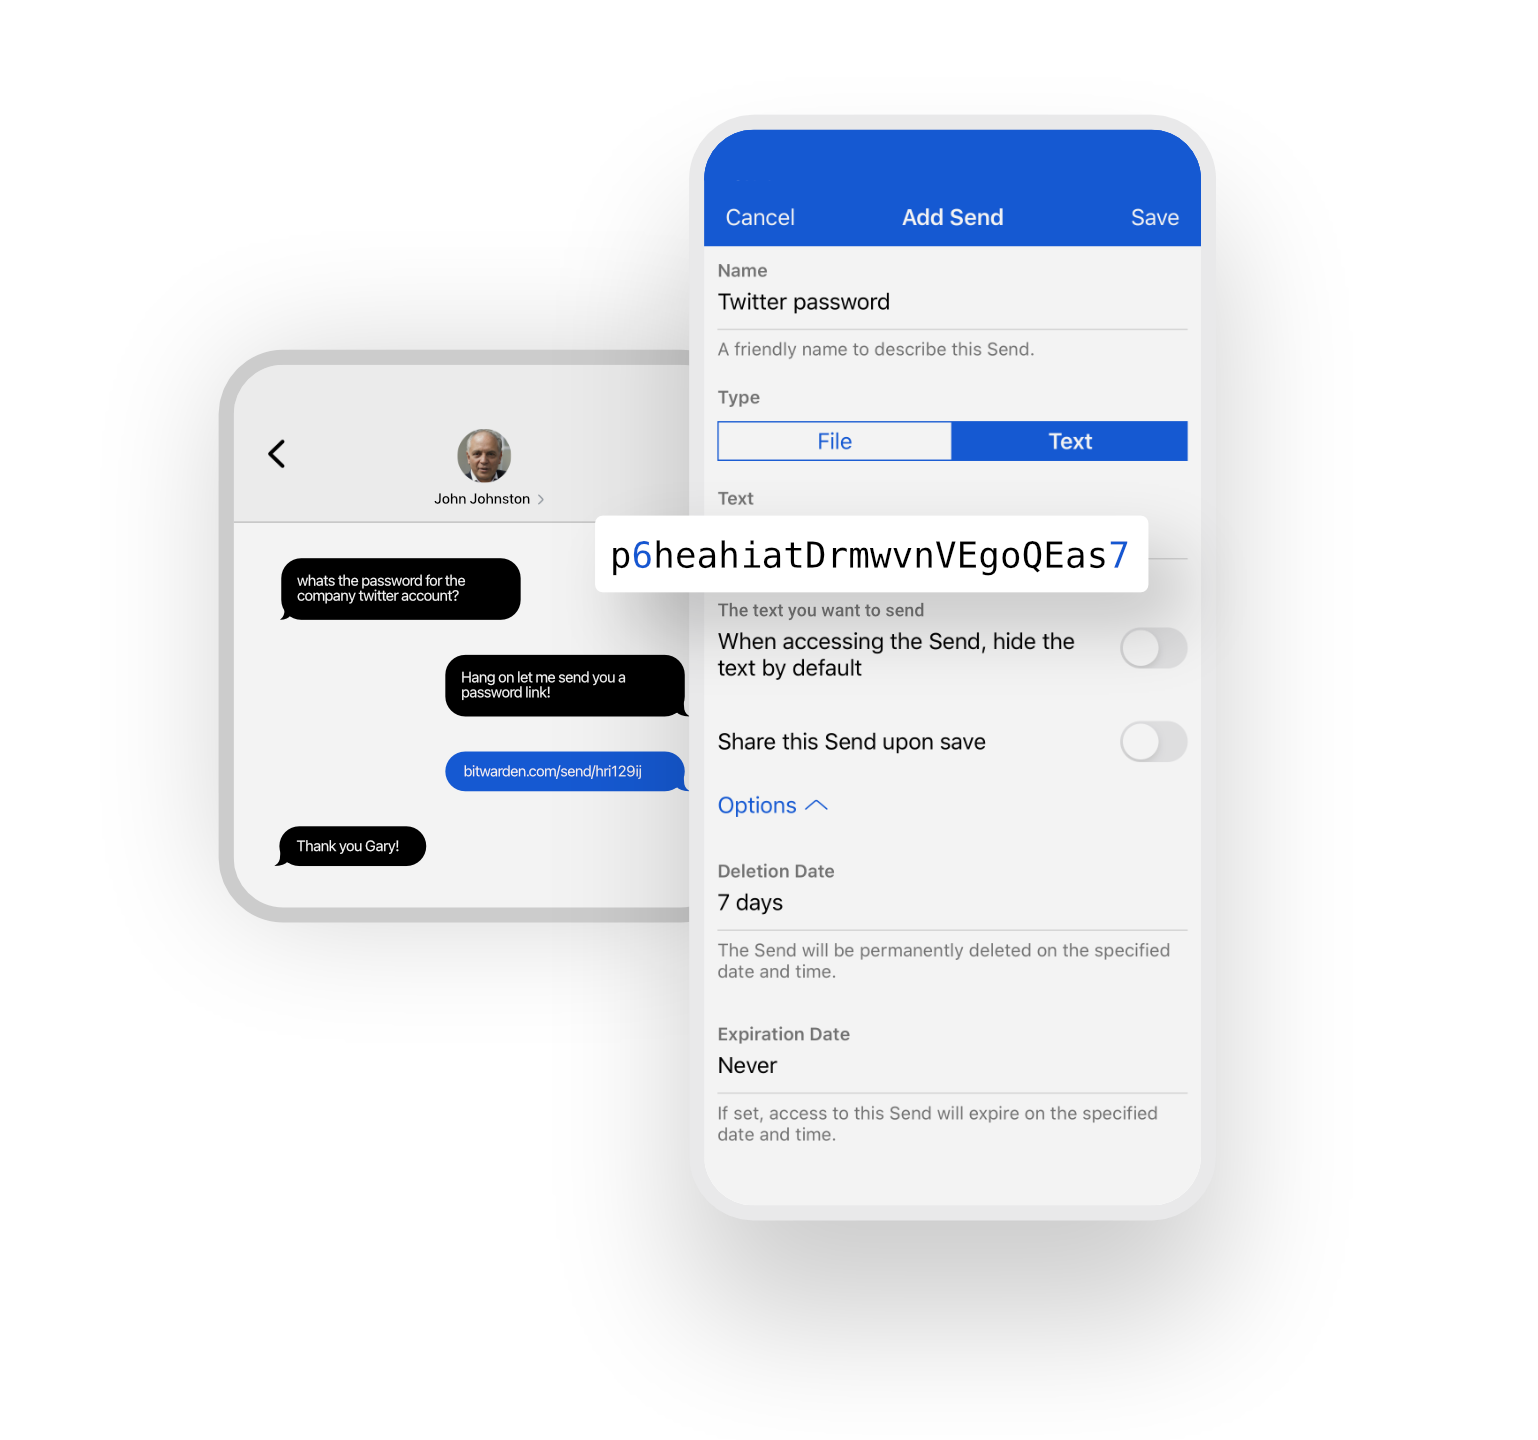 John Johnston
whats the password for the
company twitter account?
Hang on let me send you a
password link!
bitwarden.com/send/hri129ij
Thank you Gary!
Cancel Add Send Save
Name
Twitter password
A friendly name to describe this Send.
Type
File Text
Text
p6heahiatDrmwvnVEgoQEas7
The text you want to send
When accessing the Send, hide the
text by default
Share this Send upon save
Options
Deletion Date
7 days
The Send will be permanently deleted on the specified
date and time.
Expiration Date
Never
If set, access to this Send will expire on the specified
date and time.